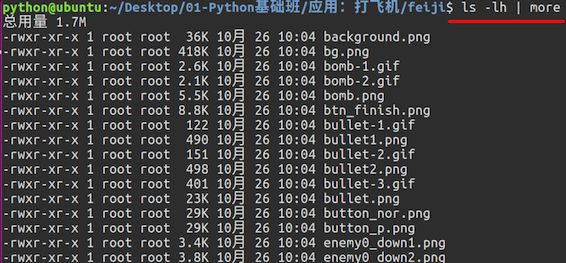 python@ubuntu:~/Desktop/01-Python基础班/应用：打飞机/feiji$ ls -lh | more
总用量 1.7M
-rwxr-xr-x 1 root root  36K 10月 26 10:04 background.png
-rwxr-xr-x 1 root root 418K 10月 26 10:04 bg.png
-rwxr-xr-x 1 root root 2.6K 10月 26 10:04 bomb-1.gif
-rwxr-xr-x 1 root root 2.1K 10月 26 10:04 bomb-2.gif
-rwxr-xr-x 1 root root 5.5K 10月 26 10:04 bomb.png
-rwxr-xr-x 1 root root 8.8K 10月 26 10:04 btn_finish.png
-rwxr-xr-x 1 root root  122 10月 26 10:04 bullet-1.gif
-rwxr-xr-x 1 root root  490 10月 26 10:04 bullet1.png
-rwxr-xr-x 1 root root  151 10月 26 10:04 bullet-2.gif
-rwxr-xr-x 1 root root  498 10月 26 10:04 bullet2.png
-rwxr-xr-x 1 root root  401 10月 26 10:04 bullet-3.gif
-rwxr-xr-x 1 root root  23K 10月 26 10:04 bullet.png
-rwxr-xr-x 1 root root  29K 10月 26 10:04 button_nor.png
-rwxr-xr-x 1 root root  29K 10月 26 10:04 button_p.png
-rwxr-xr-x 1 root root 3.4K 10月 26 10:04 enemy0_down1.png
-rwxr-xr-x 1 root root 3.8K 10月 26 10:04 enemy0_down2.png